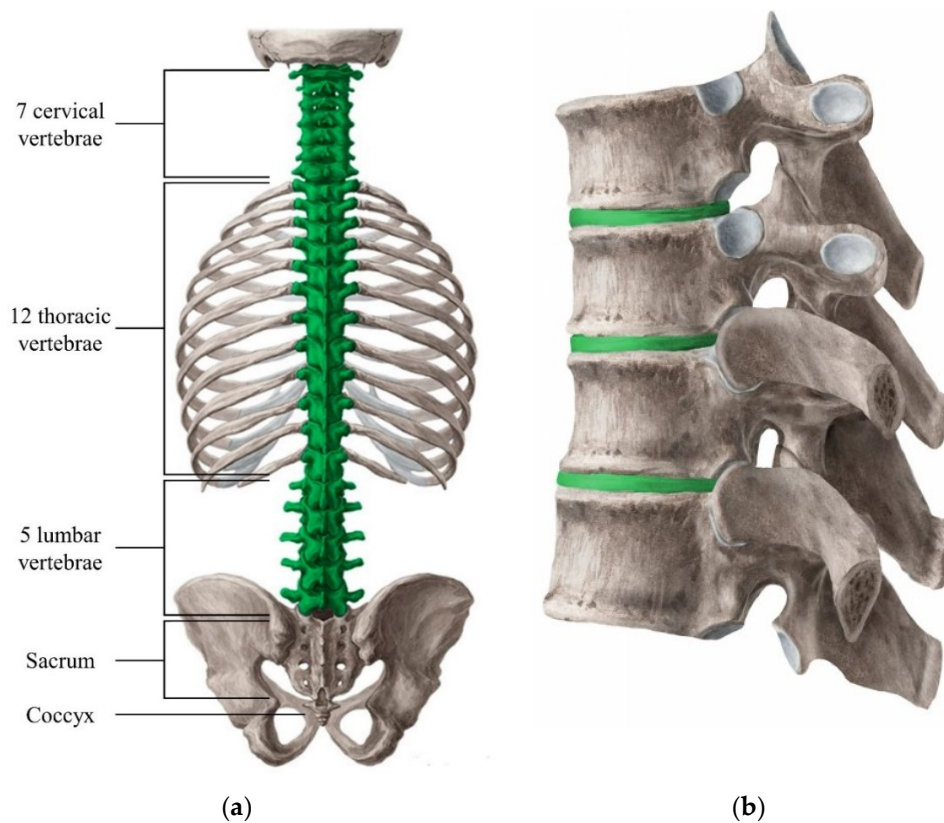 7 cervical
vertebrae
12 thoracic
vertebrae
5 lumbar
vertebrae
Sacrum
Coccyx
(a)
(b)